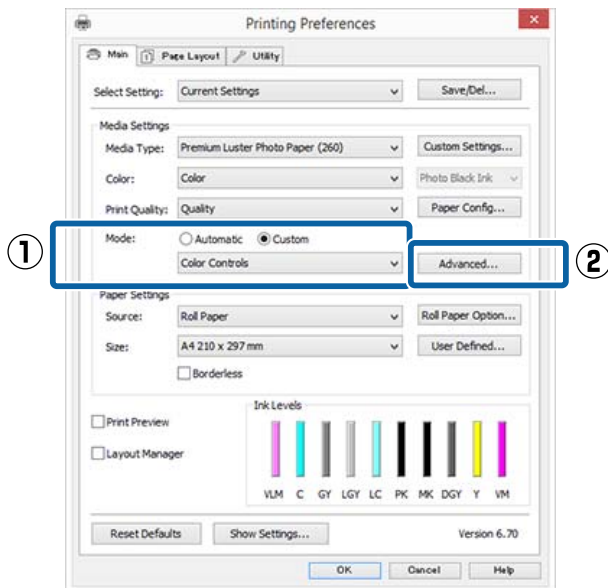 Printing Preferences
Main Page Layout Utility
Select Setting: Current Settings Save/Del...
Media Settings
Media Type: Premium Luster Photo Paper (260) Custom Settings...
Color: Color Photo Black Ink
Print Quality: Quality Paper Config...
① Mode: Automatic Custom
Color Controls Advanced... ②
Paper Settings
Source: Roll Paper Roll Paper Option...
Size: A4 210 x 297 mm User Defined...
Borderless
Ink Levels
Print Preview
Layout Manager
VLM C GY LGY LC PK MK DGY Y VM
Reset Defaults Show Settings... Version 6.70
OK Cancel Help